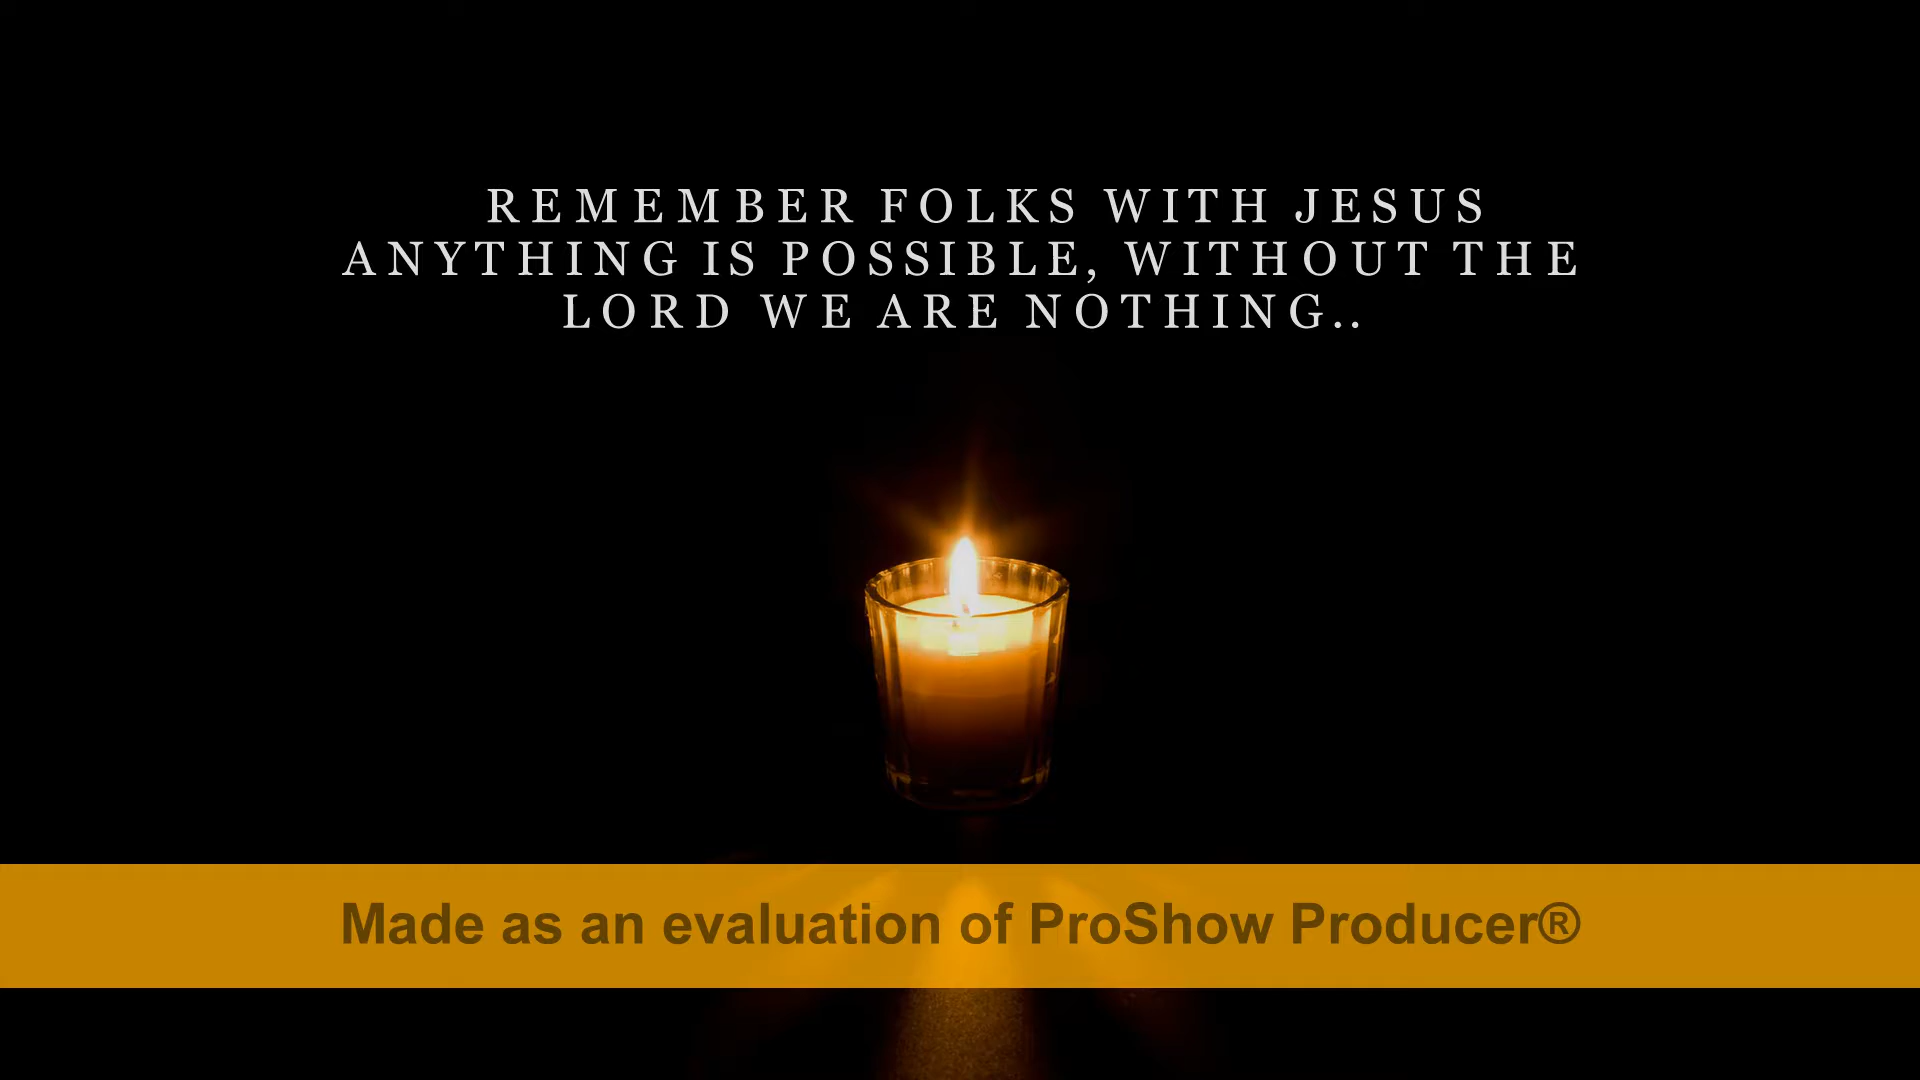 REMEMBER FOLKS WITH JESUS
ANYTHING IS POSSIBLE, WITHOUT THE
LORD WE ARE NOTHING..
Made as an evaluation of ProShow Producer®